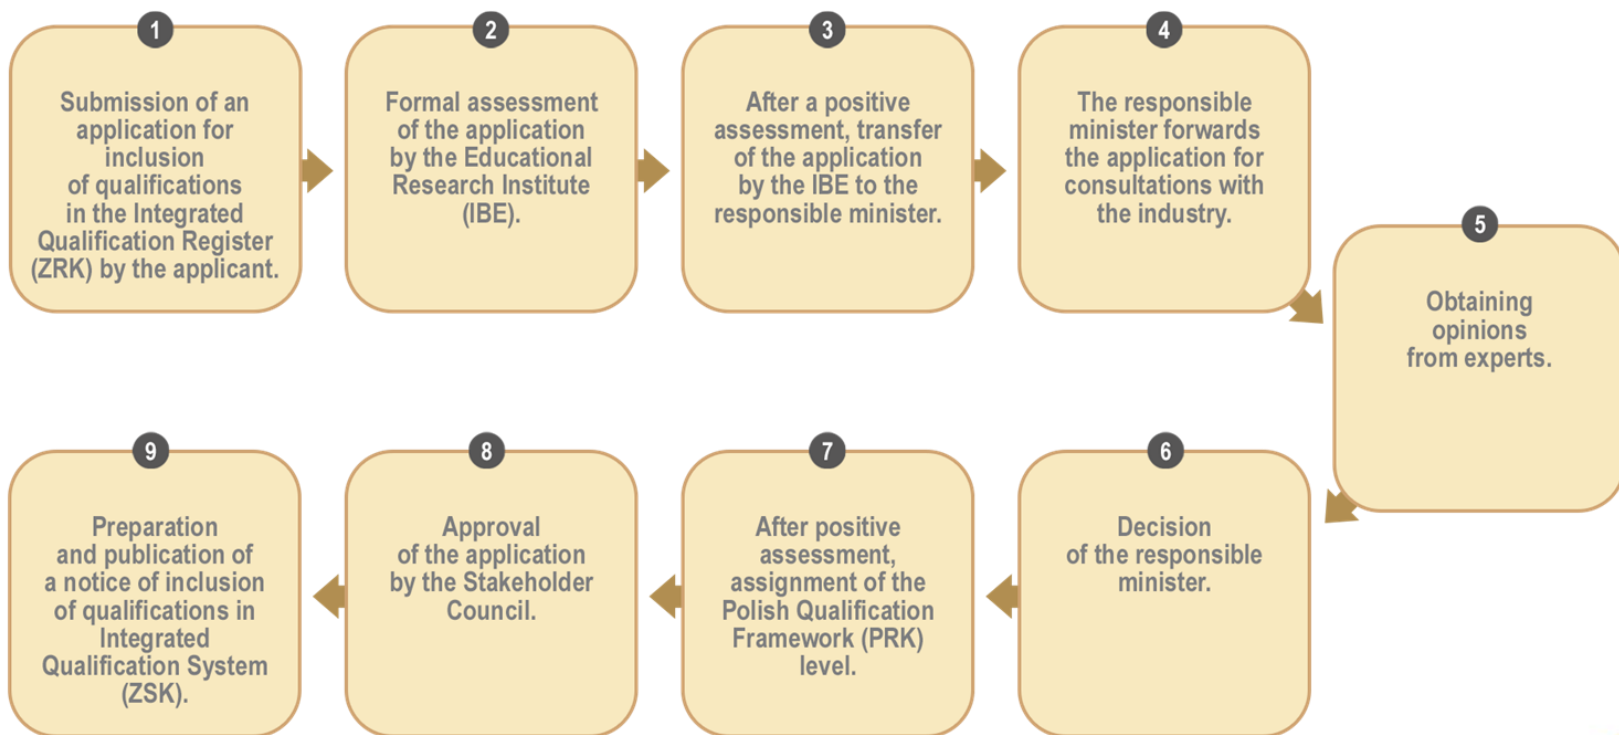 1
Submission of an
application for
inclusion
of qualifications
in the Integrated
Qualification Register
(ZRK) by the applicant.
2
Formal assessment
of the application
by the Educational
Research Institute
(IBE).
3
After a positive
assessment, transfer
of the application
by the IBE to the
responsible minister.
4
The responsible
minister forwards
the application for
consultations with
the industry.
5
Obtaining
opinions
from experts.
6
Decision
of the responsible
minister.
7
After positive
assessment,
assignment of the
Polish Qualification
Framework (PRK)
level.
8
Approval
of the application
by the Stakeholder
Council.
9
Preparation
and publication of
a notice of inclusion
of qualifications in
Integrated
Qualification System
(ZSK).